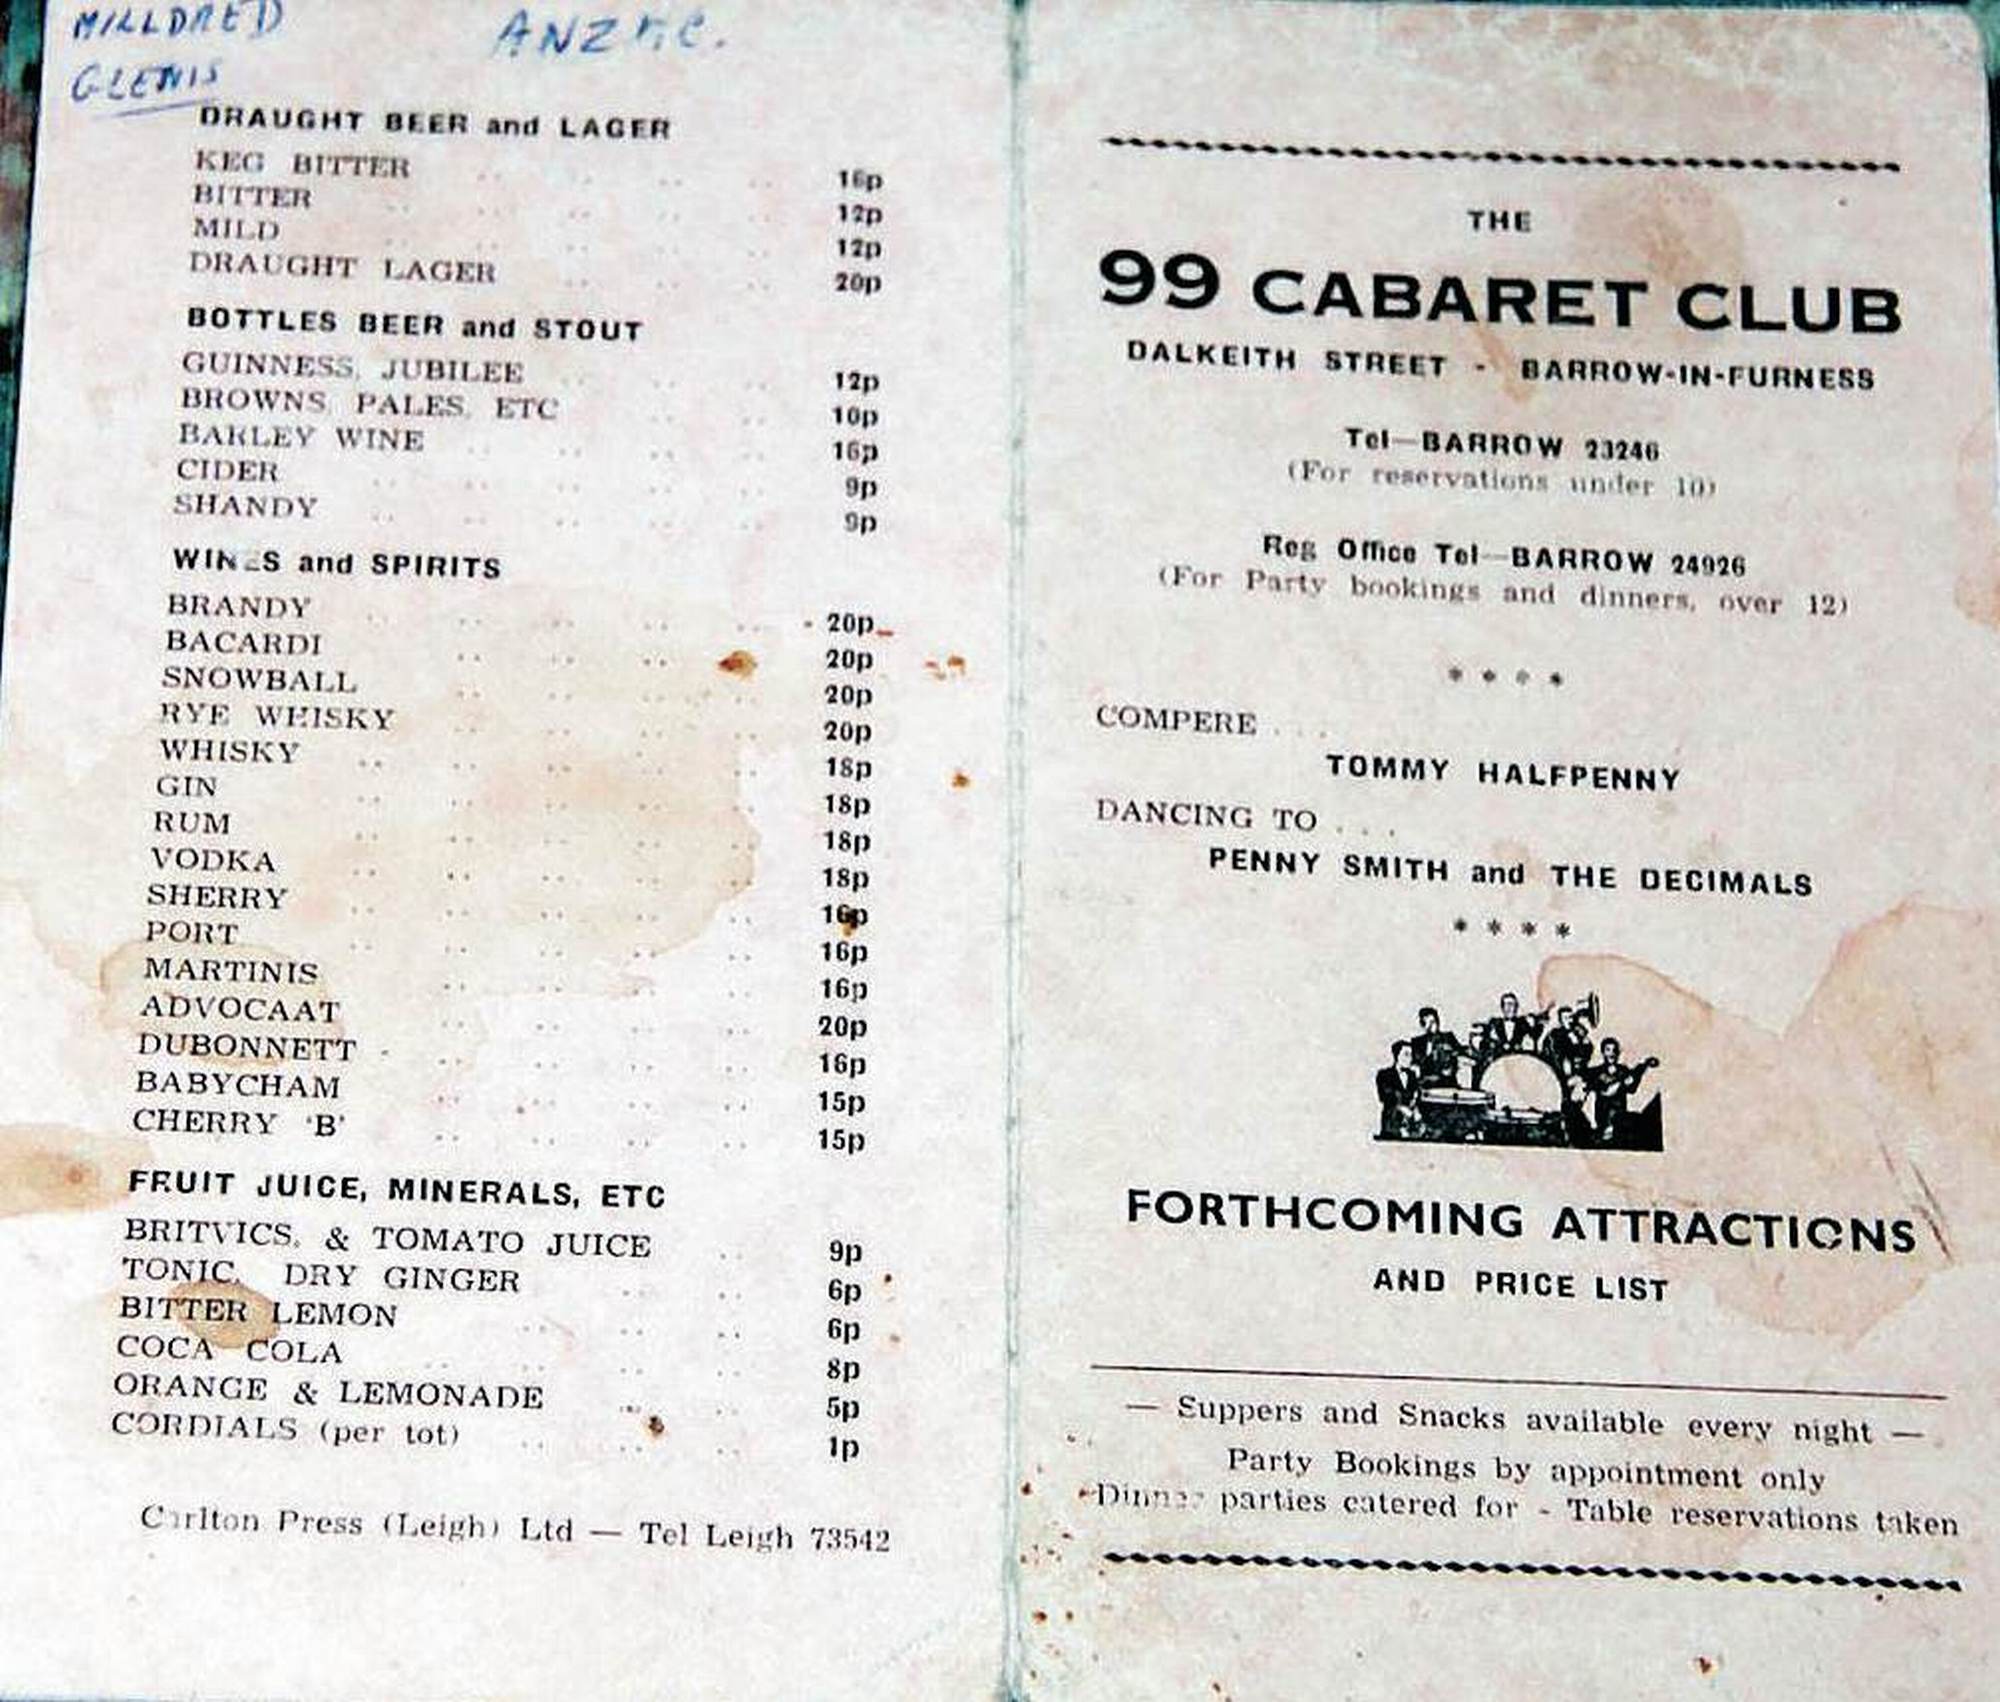 MILLDRED
ANZAC.
GLENIS
DRAUGHT BEER and LAGER
KEG BITTER .. .. .. .. 16p
BITTER .. .. .. .. .. 12p
MILD .. .. .. .. .. 12p
DRAUGHT LAGER .. .. .. 20p
BOTTLES BEER and STOUT
GUINNESS, JUBILEE .. .. .. 12p
BROWNS, PALES, ETC .. .. 10p
BARLEY WINE .. .. .. .. 16p
CIDER .. .. .. .. .. 9p
SHANDY .. .. .. .. .. 9p
WINES and SPIRITS
BRANDY .. .. .. .. .. 20p
BACARDI .. .. .. .. 20p
SNOWBALL .. .. .. .. 20p
RYE WHISKY .. .. .. .. 20p
WHISKY .. .. .. .. .. 18p
GIN .. .. .. .. .. 18p
RUM .. .. .. .. .. 18p
VODKA .. .. .. .. .. 18p
SHERRY .. .. .. .. .. 16p
PORT .. .. .. .. .. 16p
MARTINIS .. .. .. .. 16p
ADVOCAAT .. .. .. .. 20p
DUBONNETT .. .. .. .. 16p
BABYCHAM .. .. .. .. 15p
CHERRY 'B' .. .. .. .. 15p
FRUIT JUICE, MINERALS, ETC
BRITVICS, & TOMATO JUICE .. 9p
TONIC, DRY GINGER .. .. 6p
BITTER LEMON .. .. .. 6p
COCA COLA .. .. .. .. 8p
ORANGE & LEMONADE .. .. 5p
CORDIALS (per tot) .. .. .. 1p
Carlton Press (Leigh) Ltd — Tel Leigh 73542
THE
99 CABARET CLUB
DALKEITH STREET - BARROW-IN-FURNESS
Tel—BARROW 23246
(For reservations under 10)
Reg Office Tel—BARROW 24926
(For Party bookings and dinners, over 12)
* * * *
COMPERE . . .
TOMMY HALFPENNY
DANCING TO . . .
PENNY SMITH and THE DECIMALS
* * * *
FORTHCOMING ATTRACTIONS
AND PRICE LIST
— Suppers and Snacks available every night —
Party Bookings by appointment only
Dinner parties catered for - Table reservations taken